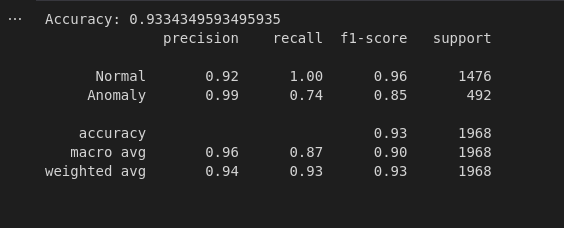 Accuracy: 0.9334349593495935
precision recall f1-score support
Normal 0.92 1.00 0.96 1476
Anomaly 0.99 0.74 0.85 492
accuracy 0.93 1968
macro avg 0.96 0.87 0.90 1968
weighted avg 0.94 0.93 0.93 1968